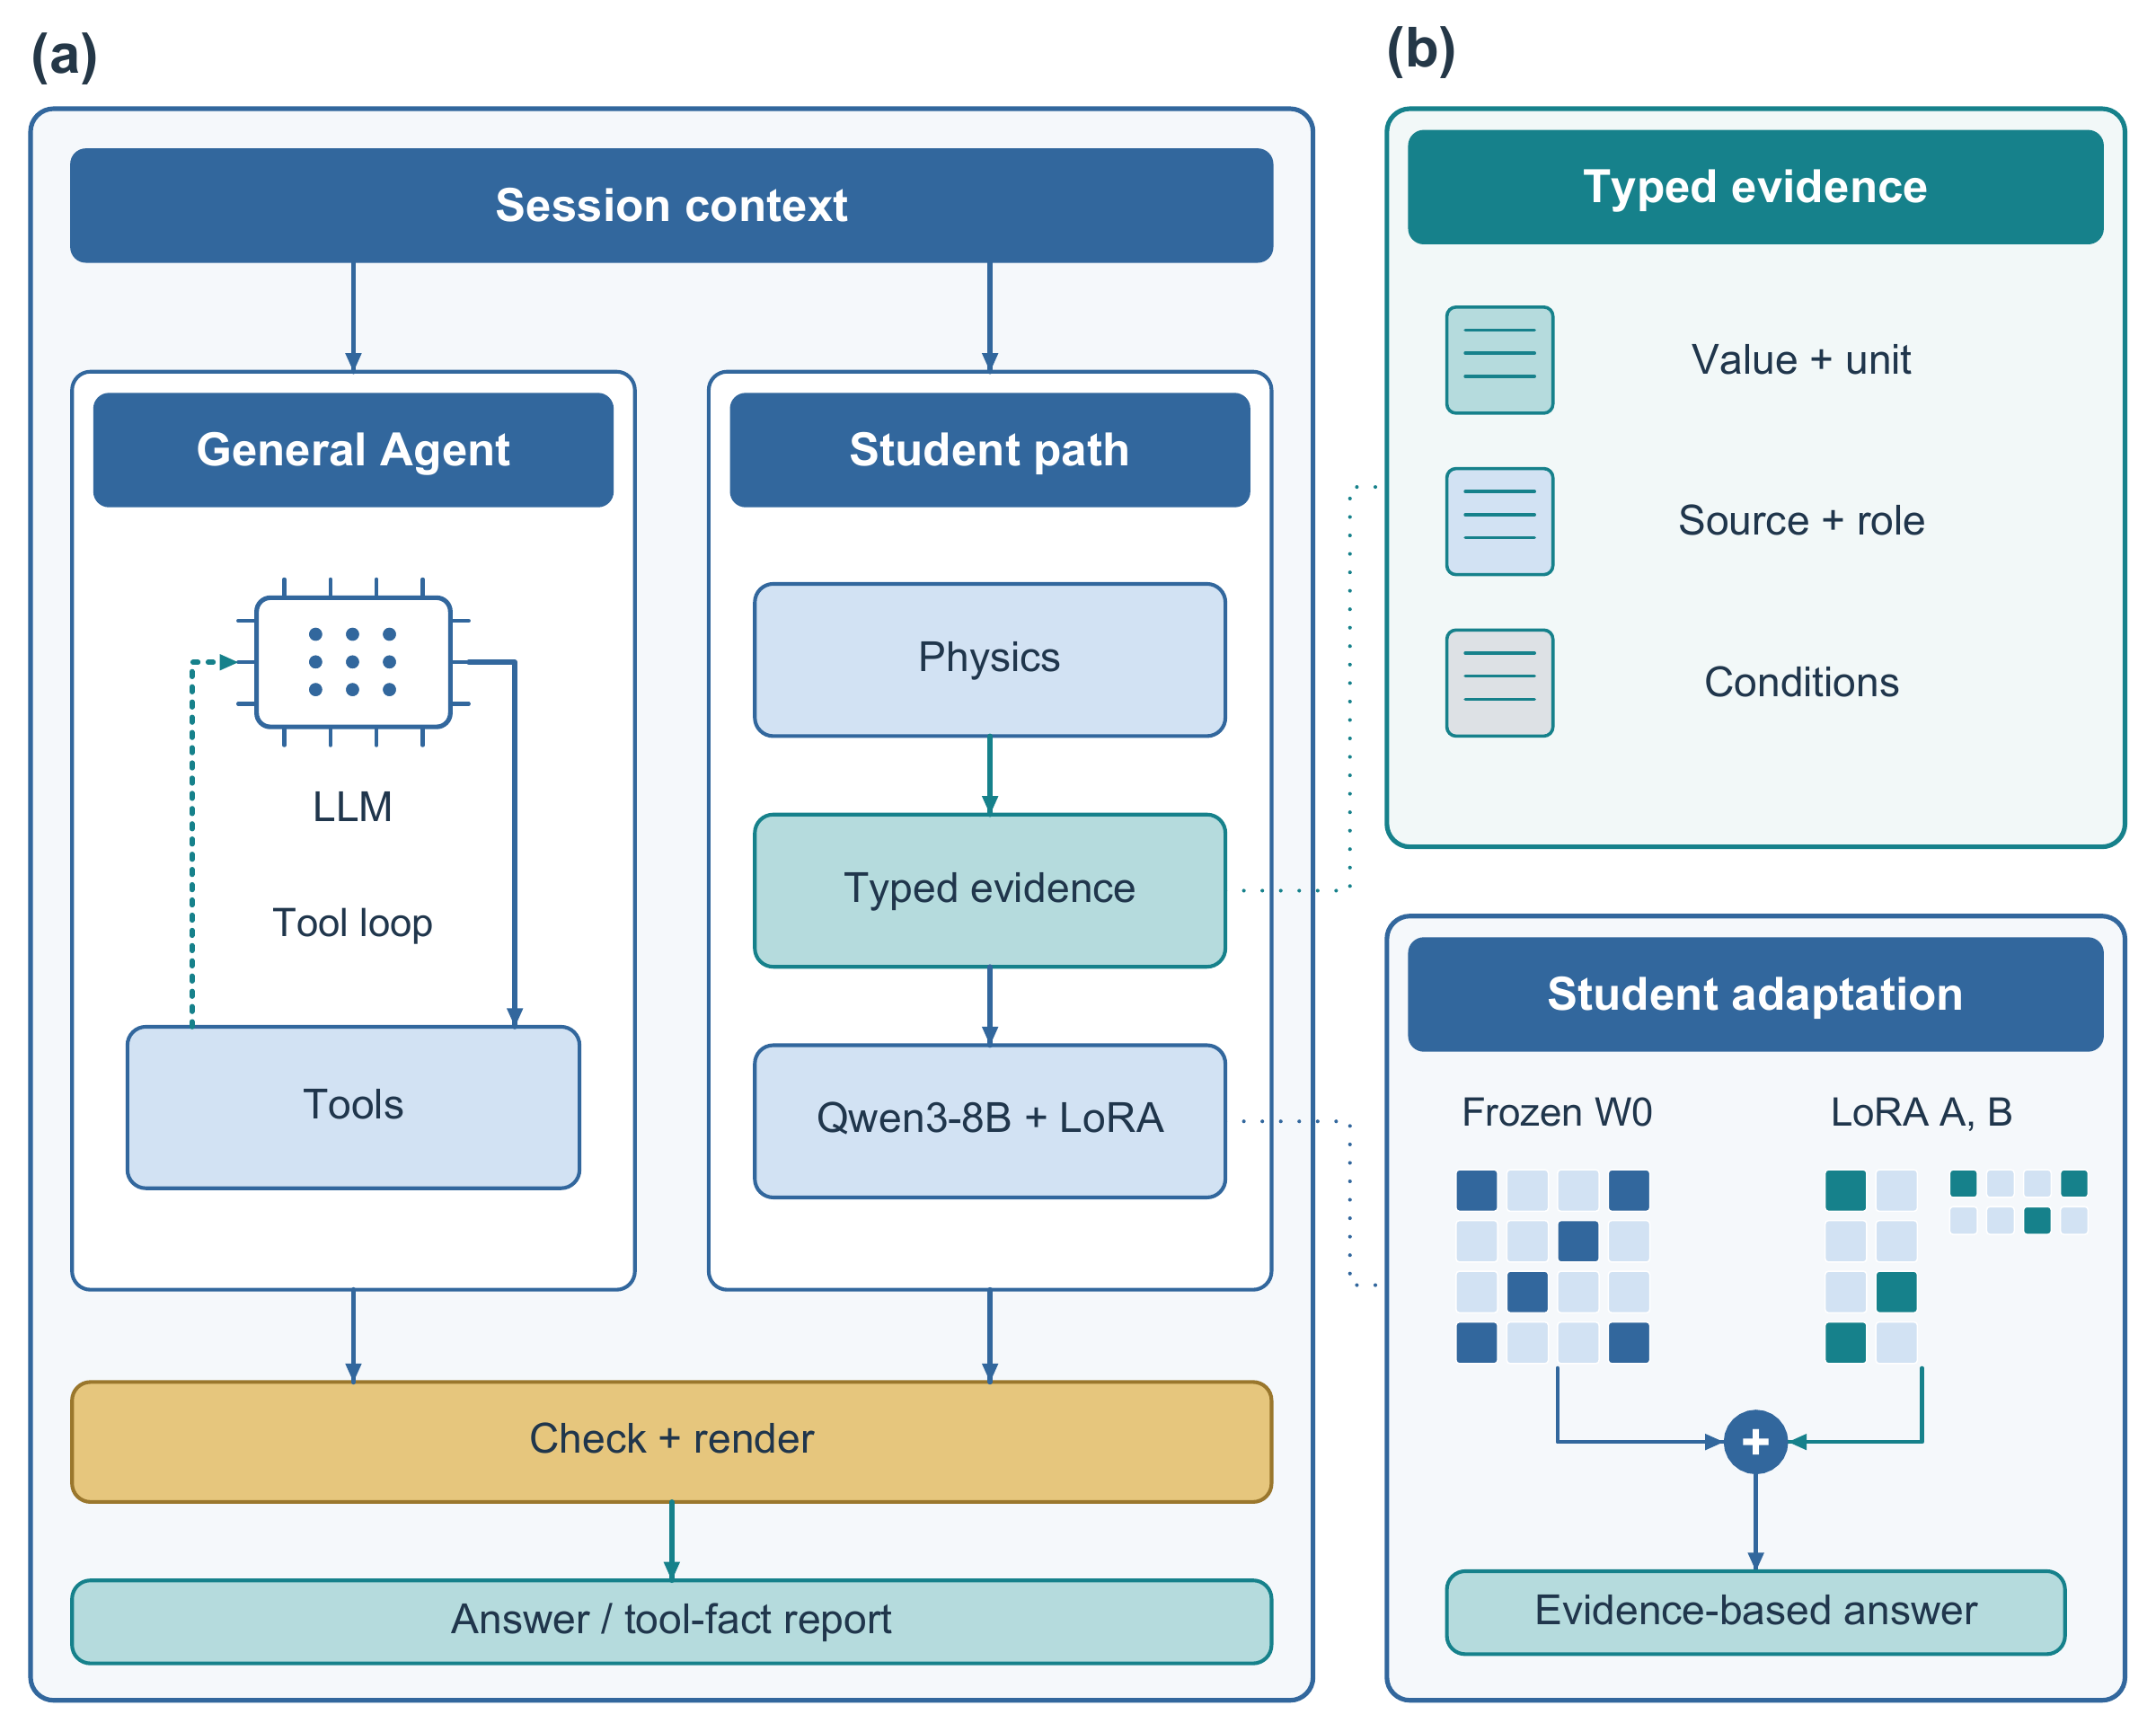 (a)
Session context
General Agent
LLM
Tool loop
Tools
Student path
Physics
Typed evidence
Qwen3-8B + LoRA
Check + render
Answer / tool-fact report
(b)
Typed evidence
Value + unit
Source + role
Conditions
Student adaptation
Frozen W0
LoRA A, B
+
Evidence-based answer